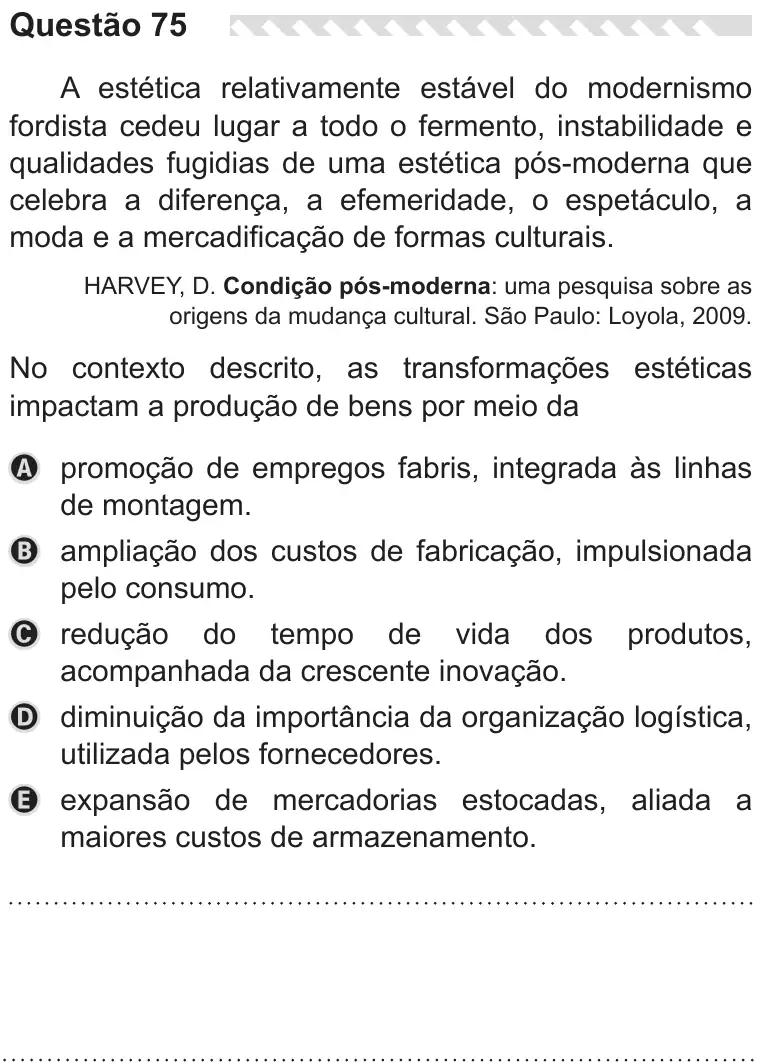 Questão 75
A estética relativamente estável do modernismo
fordista cedeu lugar a todo o fermento, instabilidade e
qualidades fugidias de uma estética pós-moderna que
celebra a diferença, a efemeridade, o espetáculo, a
moda e a mercadificação de formas culturais.
HARVEY, D. Condição pós-moderna: uma pesquisa sobre as
origens da mudança cultural. São Paulo: Loyola, 2009.
No contexto descrito, as transformações estéticas
impactam a produção de bens por meio da
A promoção de empregos fabris, integrada às linhas
de montagem.
B ampliação dos custos de fabricação, impulsionada
pelo consumo.
C redução do tempo de vida dos produtos,
acompanhada da crescente inovação.
D diminuição da importância da organização logística,
utilizada pelos fornecedores.
E expansão de mercadorias estocadas, aliada a
maiores custos de armazenamento.